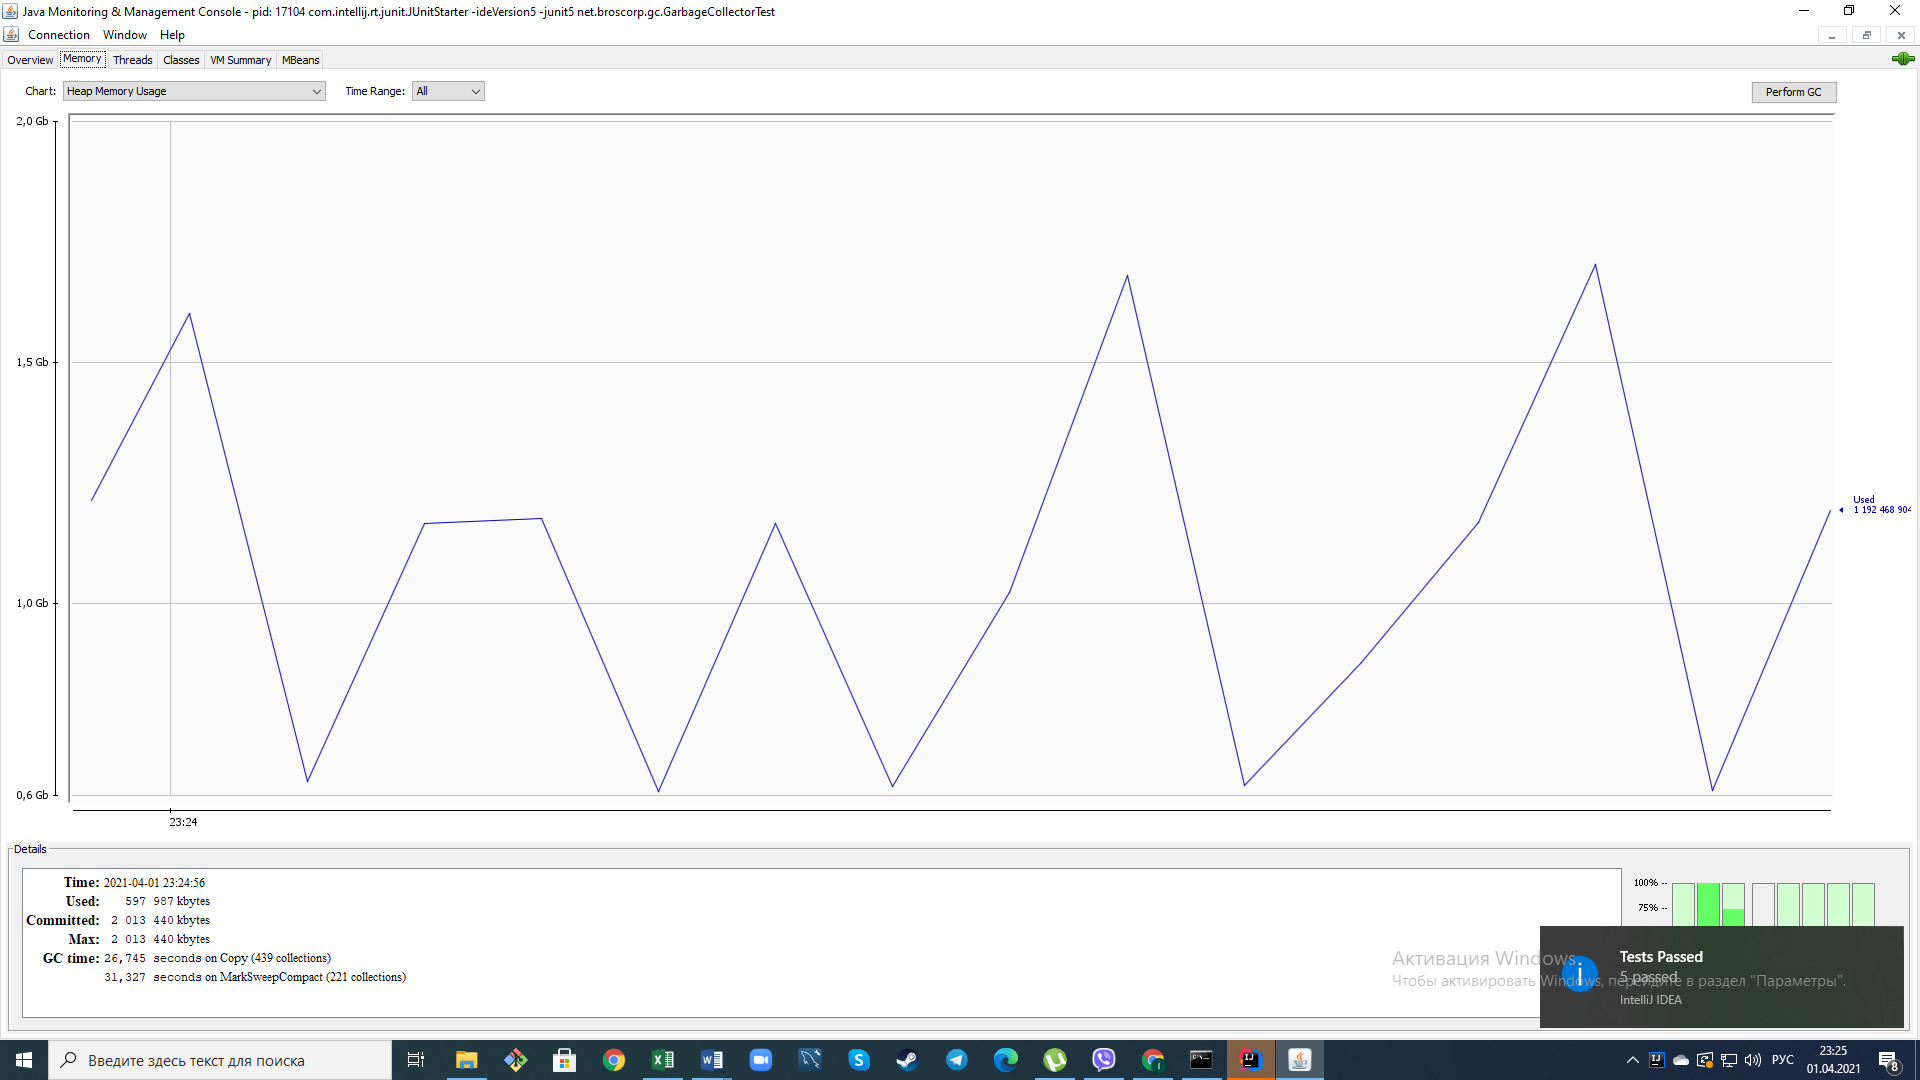 Java Monitoring & Management Console - pid: 17104 com.intellij.rt.junit.JUnitStarter -ideVersion5 -junit5 net.broscorp.gc.GarbageCollectorTest
Connection Window Help
Overview Memory Threads Classes VM Summary MBeans
Chart: Heap Memory Usage Time Range: All Perform GC
2,0 Gb
1,5 Gb
Used
1 192 468 904
1,0 Gb
0,6 Gb
23:24
Details
Time: 2021-04-01 23:24:56
Used: 597 987 kbytes
Committed: 2 013 440 kbytes
Max: 2 013 440 kbytes
GC time: 26,745 seconds on Copy (439 collections)
31,327 seconds on MarkSweepCompact (221 collections)
100% --
75% --
Активация Windows
Чтобы активировать Windows, перейдите в раздел "Параметры".
Tests Passed
5 passed
IntelliJ IDEA
Введите здесь текст для поиска
РУС
23:25
01.04.2021
8